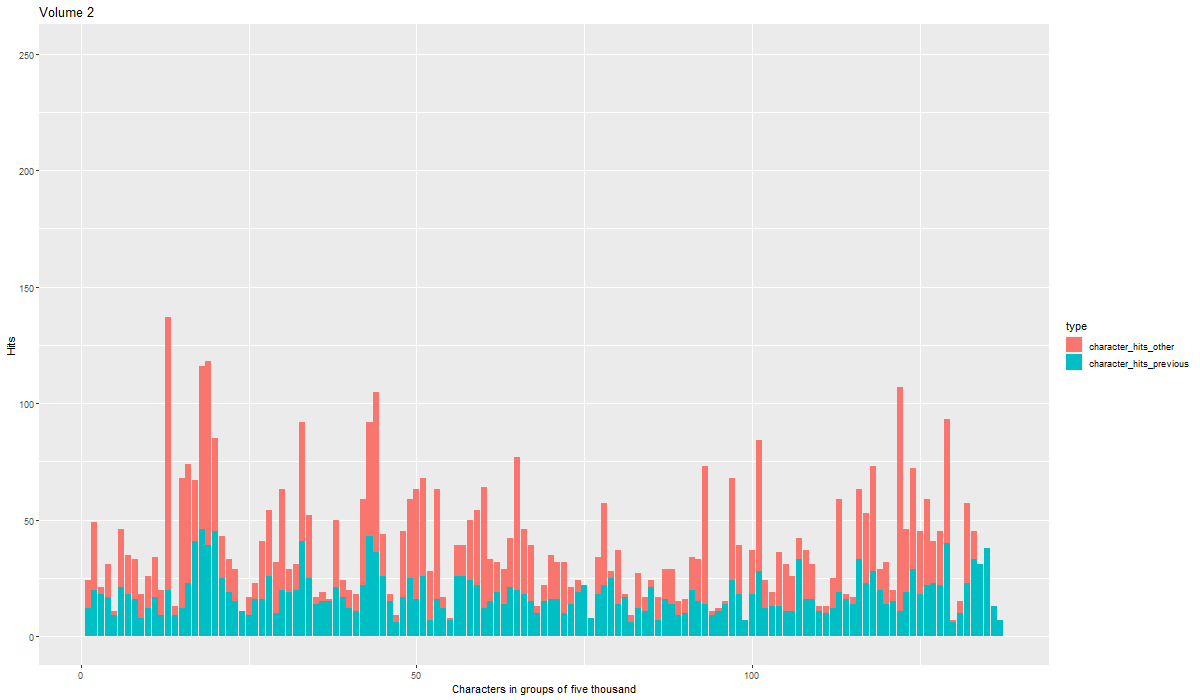 Volume 2
250
200
150
100
50
0
Hits
0
50
100
Characters in groups of five thousand
type
character_hits_other
character_hits_previous